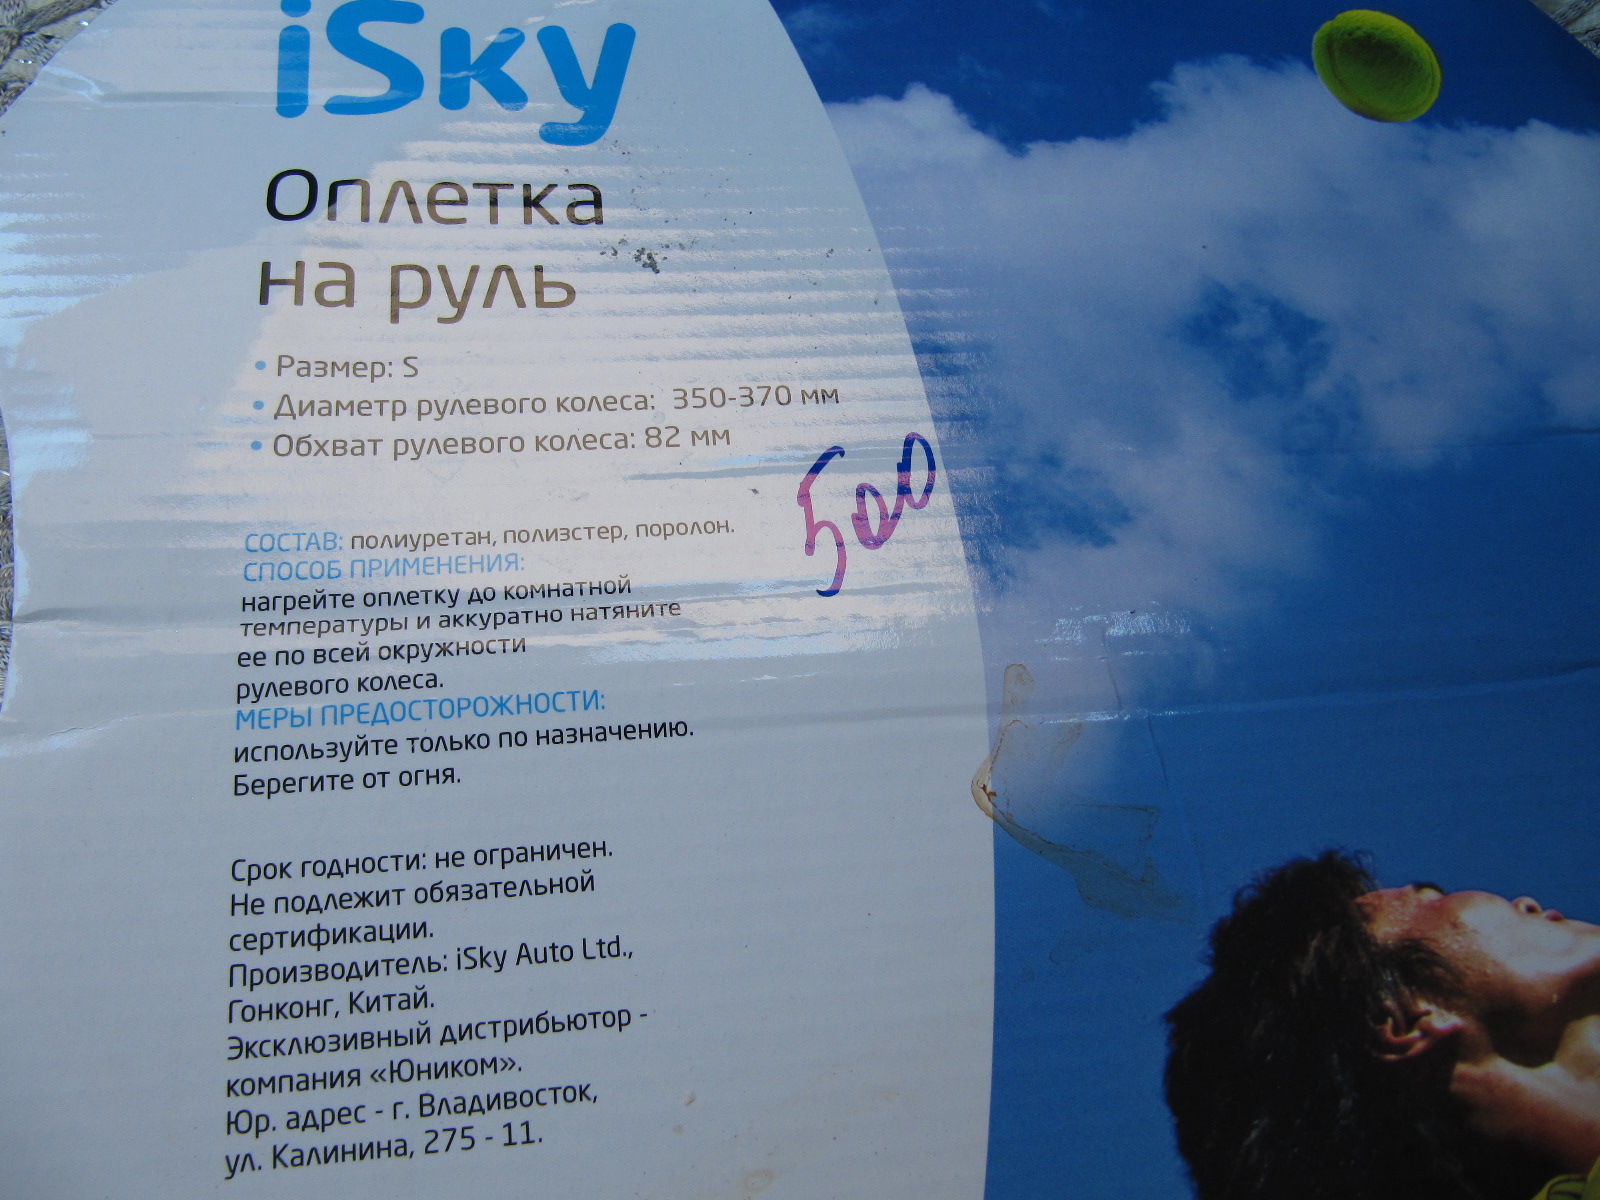 iSky
Оплетка
на руль
• Размер: S
• Диаметр рулевого колеса: 350-370 мм
• Обхват рулевого колеса: 82 мм
500
СОСТАВ: полиуретан, полиэстер, поролон.
СПОСОБ ПРИМЕНЕНИЯ:
нагрейте оплетку до комнатной
температуры и аккуратно натяните
ее по всей окружности
рулевого колеса.
МЕРЫ ПРЕДОСТОРОЖНОСТИ:
используйте только по назначению.
Берегите от огня.
Срок годности: не ограничен.
Не подлежит обязательной
сертификации.
Производитель: iSky Auto Ltd.,
Гонконг, Китай.
Эксклюзивный дистрибьютор -
компания «Юником».
Юр. адрес - г. Владивосток,
ул. Калинина, 275 - 11.